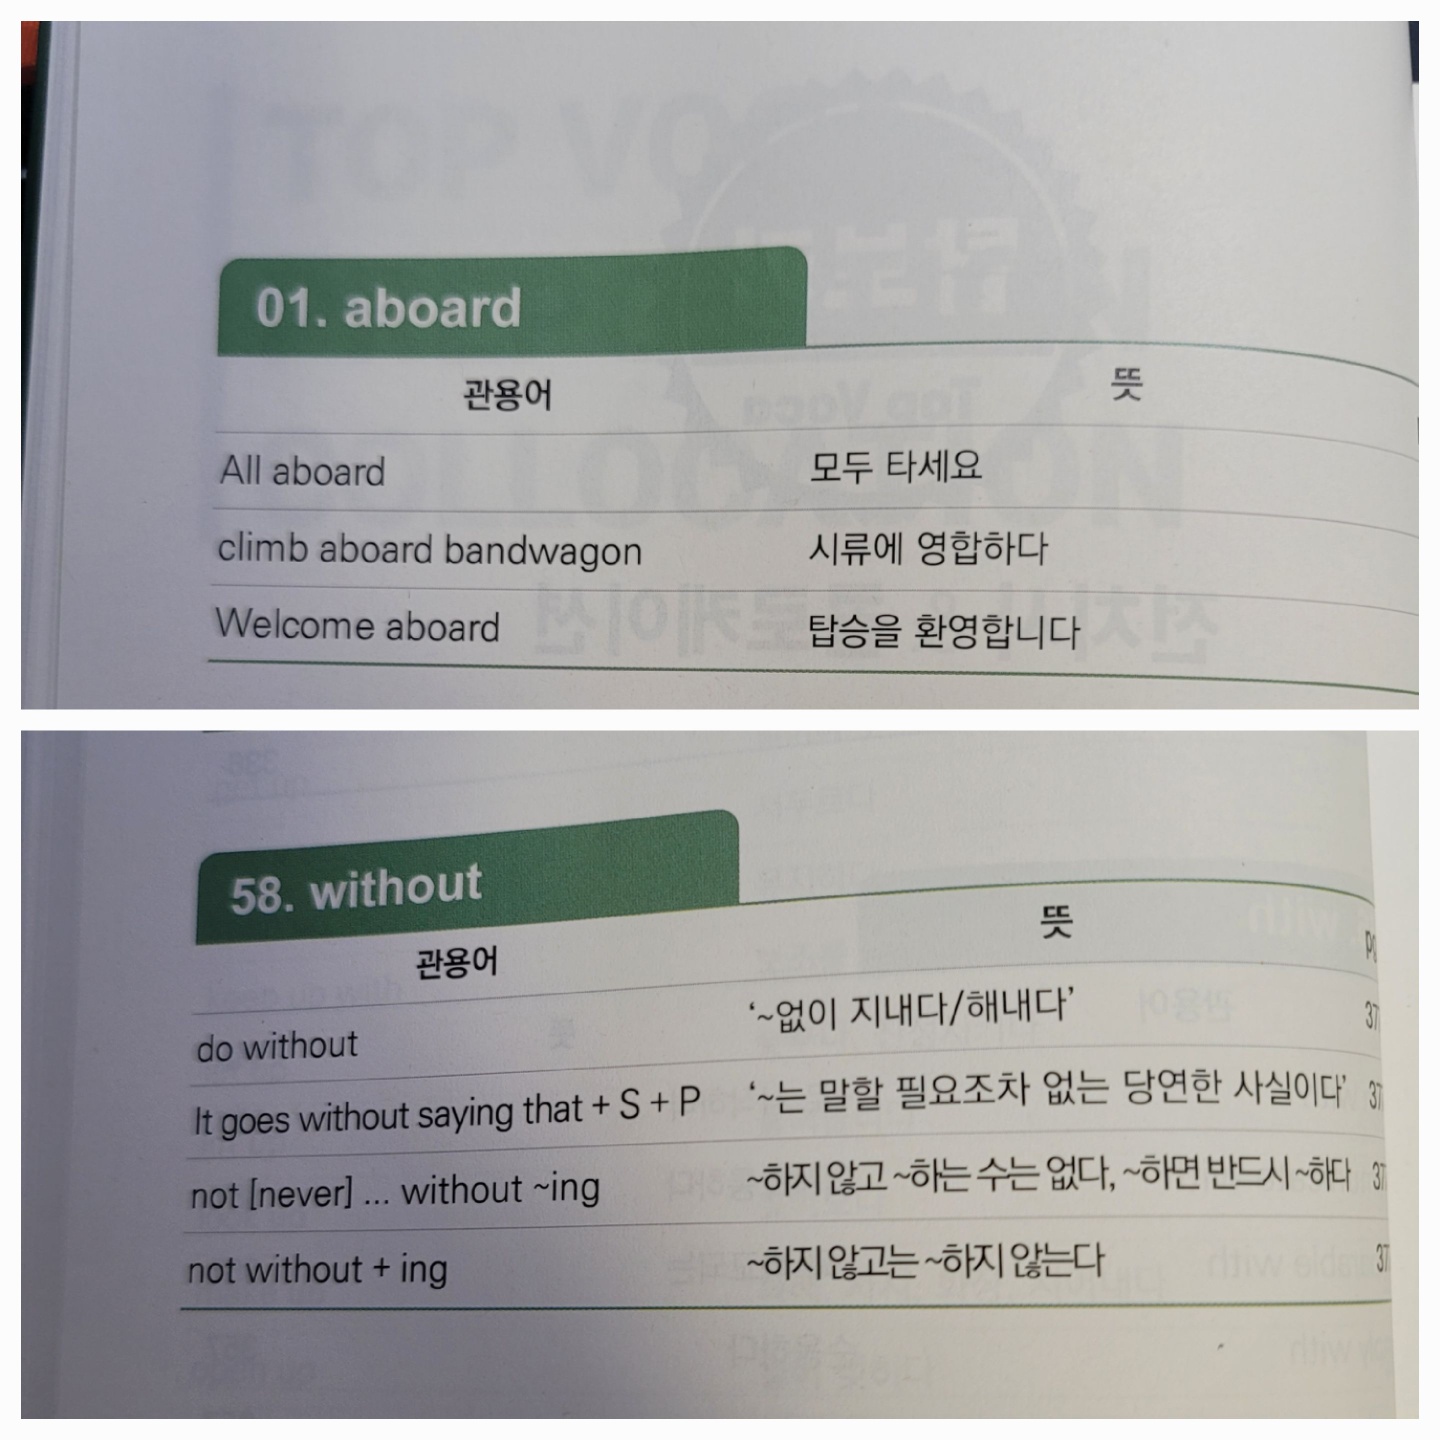 01. aboard
관용어 뜻
All aboard 모두 타세요
climb aboard bandwagon 시류에 영합하다
Welcome aboard 탑승을 환영합니다
58. without
관용어 뜻
do without ‘~없이 지내다/해내다’
It goes without saying that + S + P ‘~는 말할 필요조차 없는 당연한 사실이다’
not [never] ... without ~ing ~하지 않고 ~하는 수는 없다, ~하면 반드시 ~하다
not without + ing ~하지 않고는 ~하지 않는다